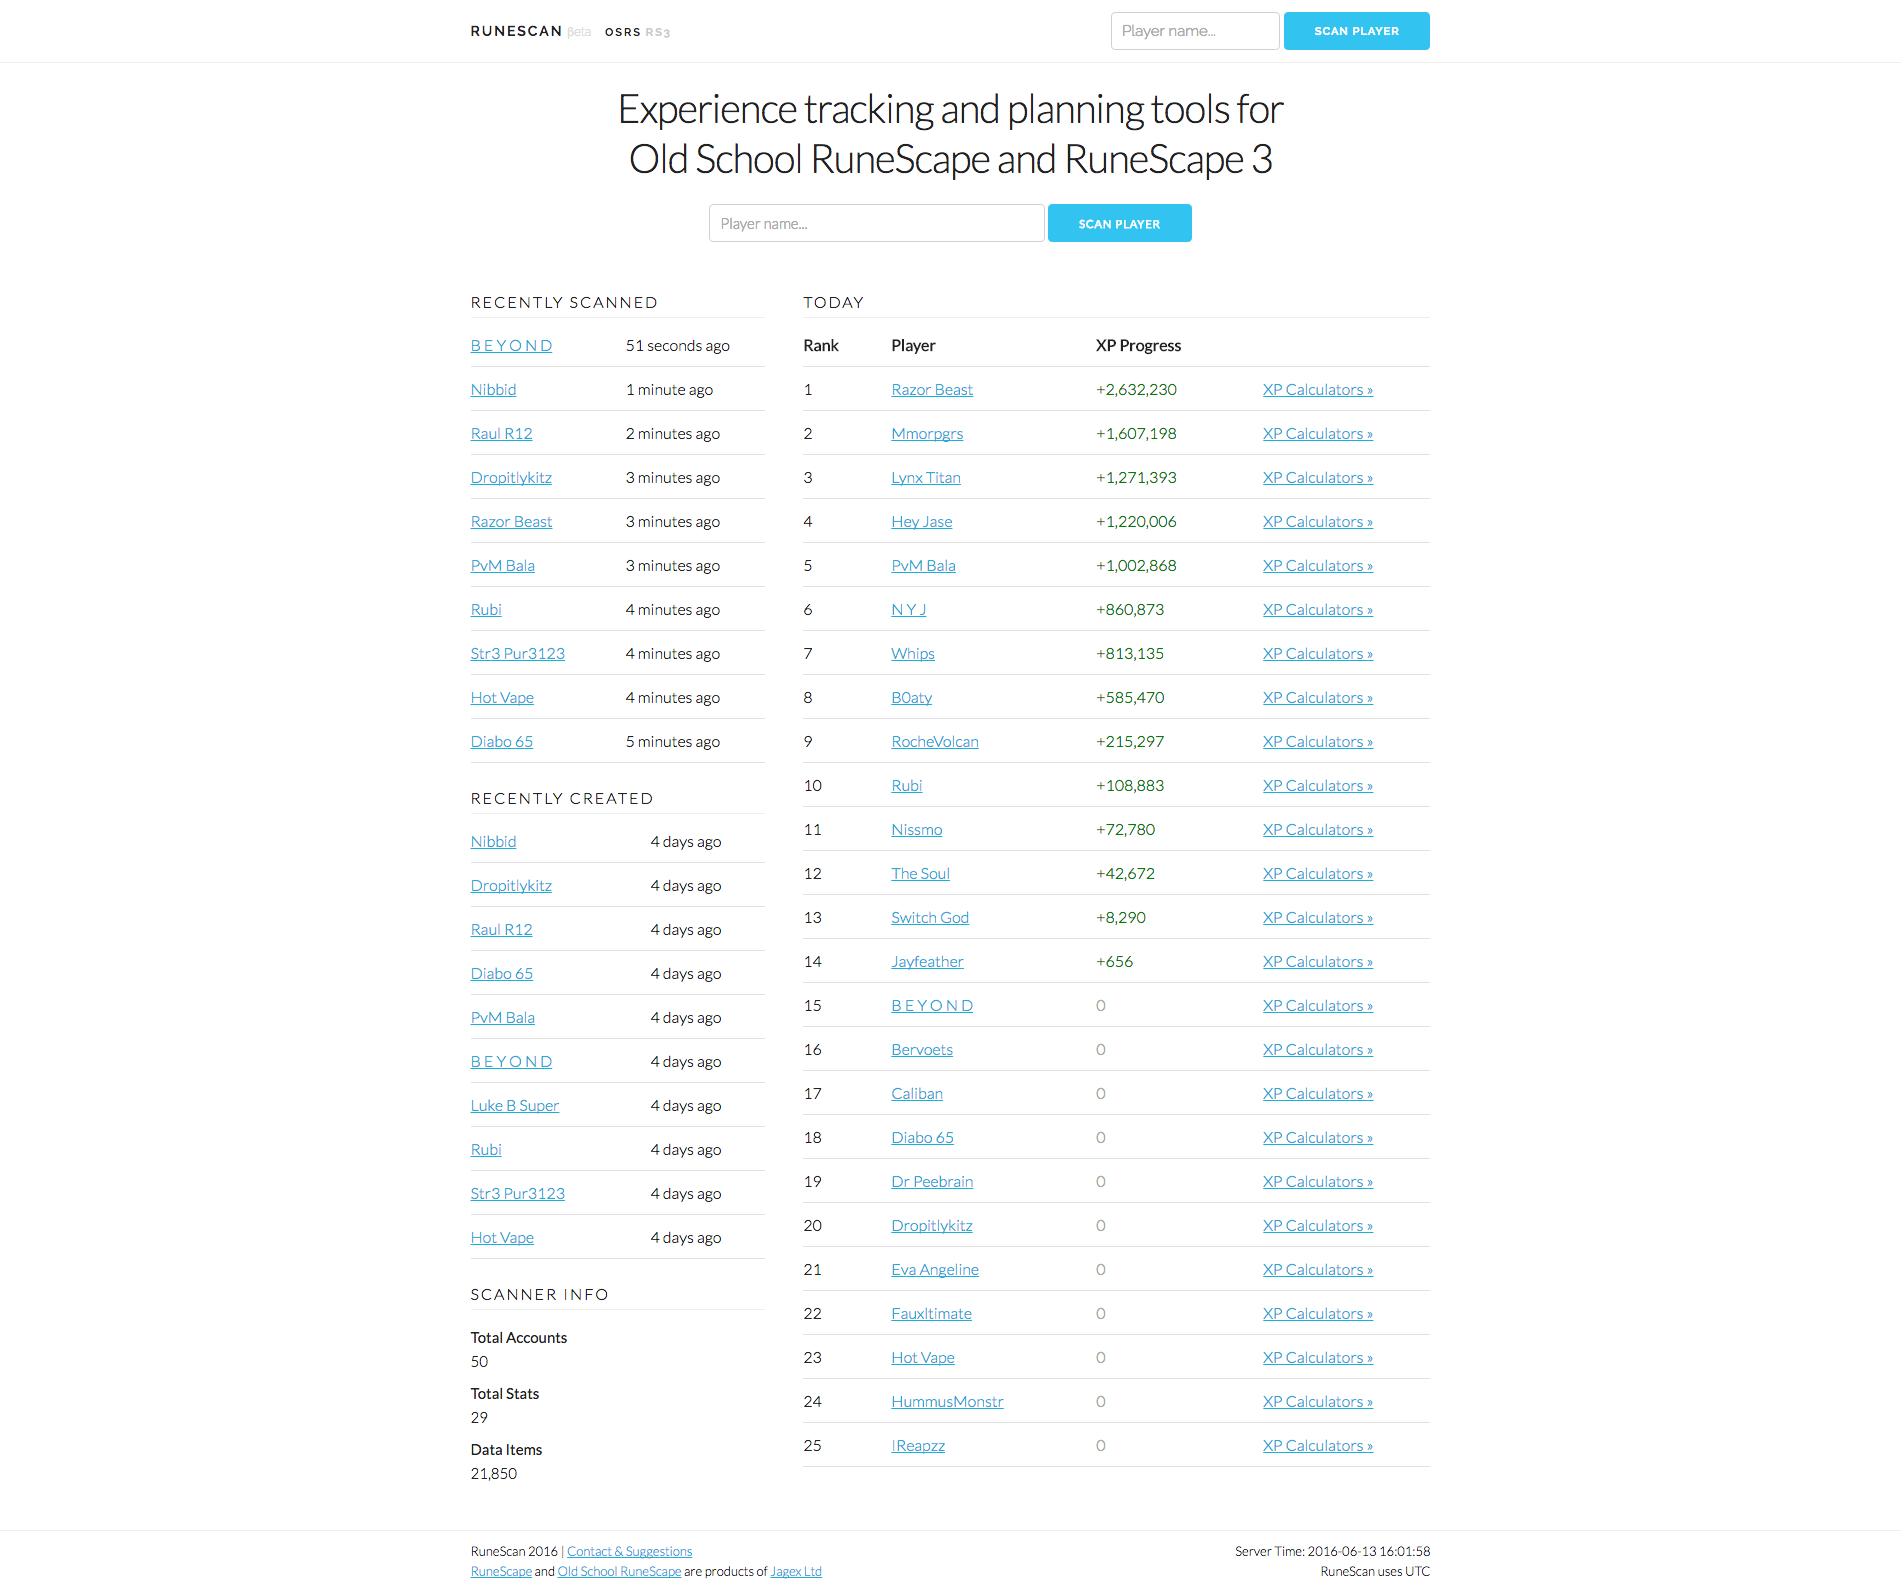 RUNESCAN βeta OSRS RS3
Player name... SCAN PLAYER
Experience tracking and planning tools for
Old School RuneScape and RuneScape 3
Player name... SCAN PLAYER
RECENTLY SCANNED
B E Y O N D 51 seconds ago
Nibbid 1 minute ago
Raul R12 2 minutes ago
Dropitlykitz 3 minutes ago
Razor Beast 3 minutes ago
PvM Bala 3 minutes ago
Rubi 4 minutes ago
Str3 Pur3123 4 minutes ago
Hot Vape 4 minutes ago
Diabo 65 5 minutes ago
RECENTLY CREATED
Nibbid 4 days ago
Dropitlykitz 4 days ago
Raul R12 4 days ago
Diabo 65 4 days ago
PvM Bala 4 days ago
B E Y O N D 4 days ago
Luke B Super 4 days ago
Rubi 4 days ago
Str3 Pur3123 4 days ago
Hot Vape 4 days ago
SCANNER INFO
Total Accounts
50
Total Stats
29
Data Items
21,850
TODAY
Rank Player XP Progress
1 Razor Beast +2,632,230 XP Calculators »
2 Mmorpgrs +1,607,198 XP Calculators »
3 Lynx Titan +1,271,393 XP Calculators »
4 Hey Jase +1,220,006 XP Calculators »
5 PvM Bala +1,002,868 XP Calculators »
6 N Y J +860,873 XP Calculators »
7 Whips +813,135 XP Calculators »
8 B0aty +585,470 XP Calculators »
9 RocheVolcan +215,297 XP Calculators »
10 Rubi +108,883 XP Calculators »
11 Nissmo +72,780 XP Calculators »
12 The Soul +42,672 XP Calculators »
13 Switch God +8,290 XP Calculators »
14 Jayfeather +656 XP Calculators »
15 B E Y O N D 0 XP Calculators »
16 Bervoets 0 XP Calculators »
17 Caliban 0 XP Calculators »
18 Diabo 65 0 XP Calculators »
19 Dr Peebrain 0 XP Calculators »
20 Dropitlykitz 0 XP Calculators »
21 Eva Angeline 0 XP Calculators »
22 FauxItimate 0 XP Calculators »
23 Hot Vape 0 XP Calculators »
24 HummusMonstr 0 XP Calculators »
25 IReapzz 0 XP Calculators »
RuneScan 2016 | Contact & Suggestions
RuneScape and Old School RuneScape are products of Jagex Ltd
Server Time: 2016-06-13 16:01:58
RuneScan uses UTC